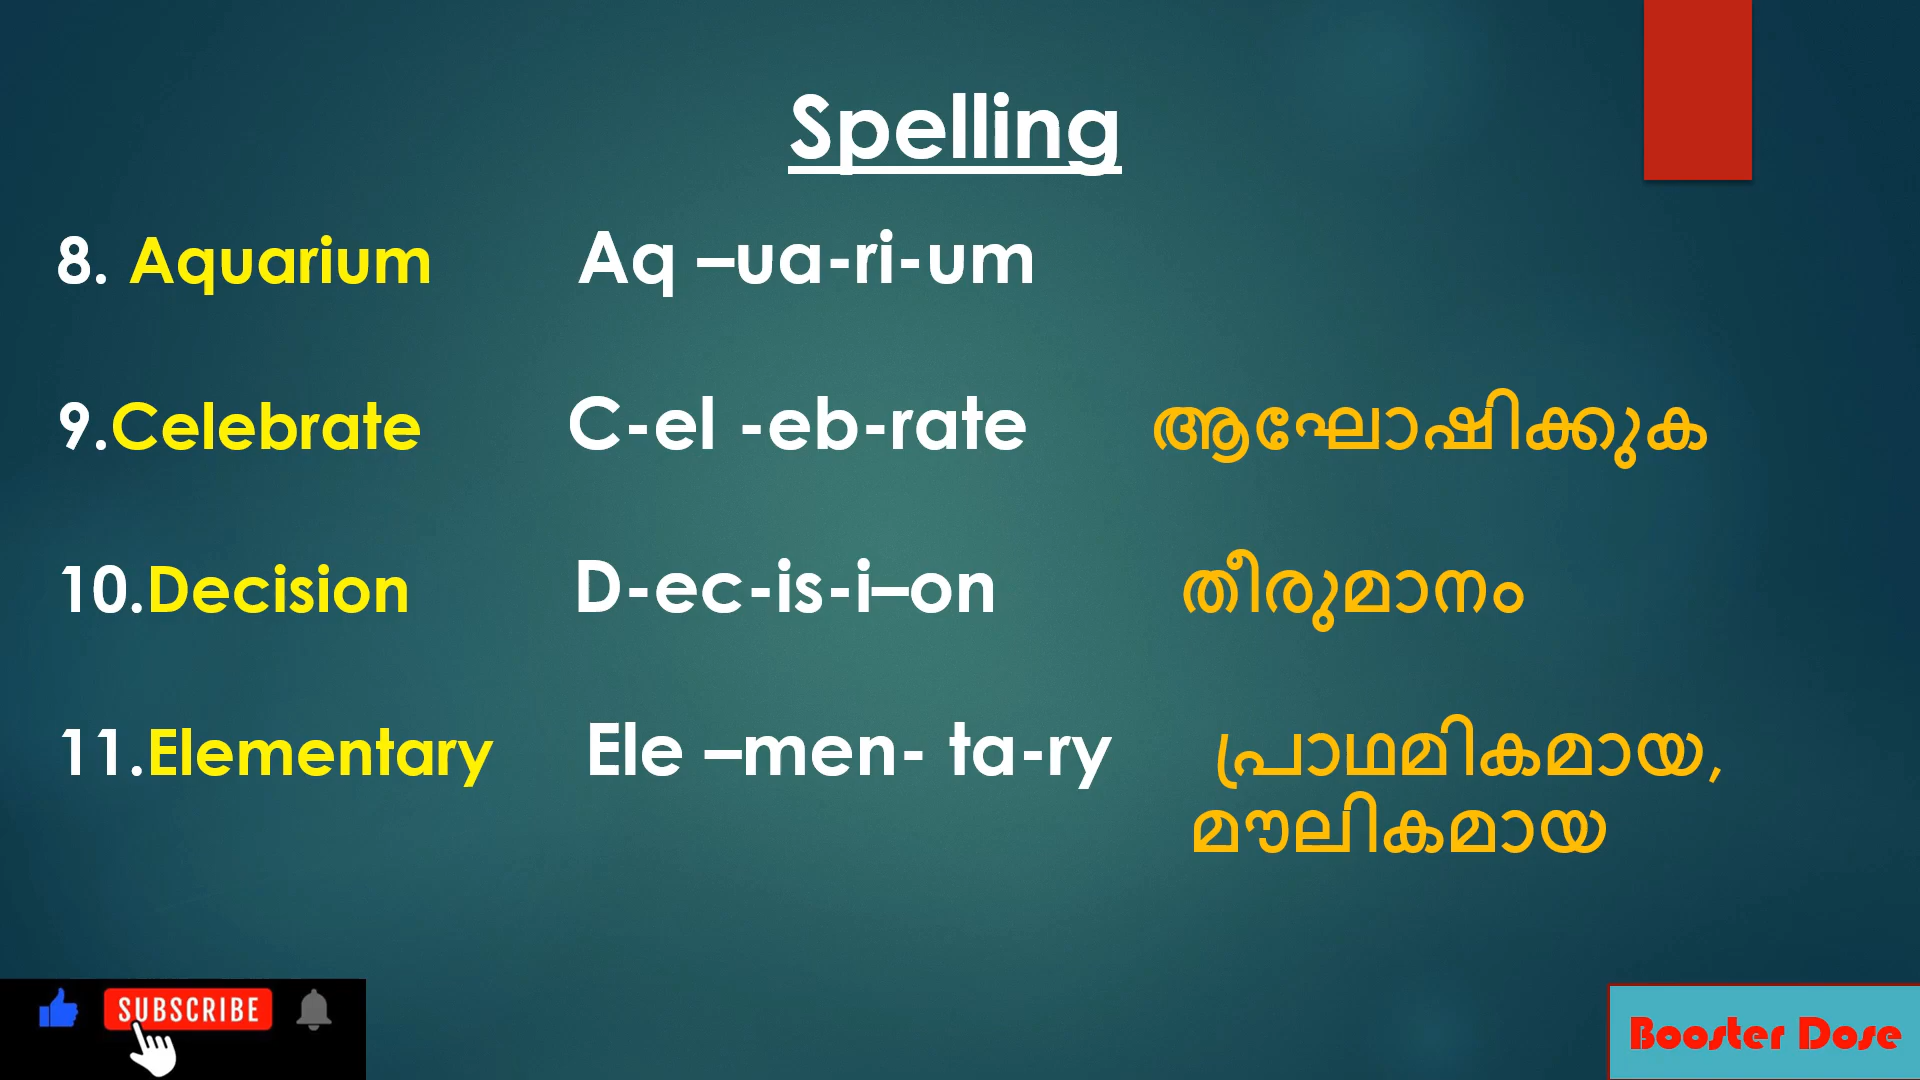 Spelling
8. Aquarium Aq –ua-ri-um
9.Celebrate C-el -eb-rate ആഘോഷിക്കുക
10.Decision D-ec-is-i–on തീരുമാനം
11.Elementary Ele –men- ta-ry പ്രാഥമികമായ,
മൗലികമായ
SUBSCRIBE
Booster Dose